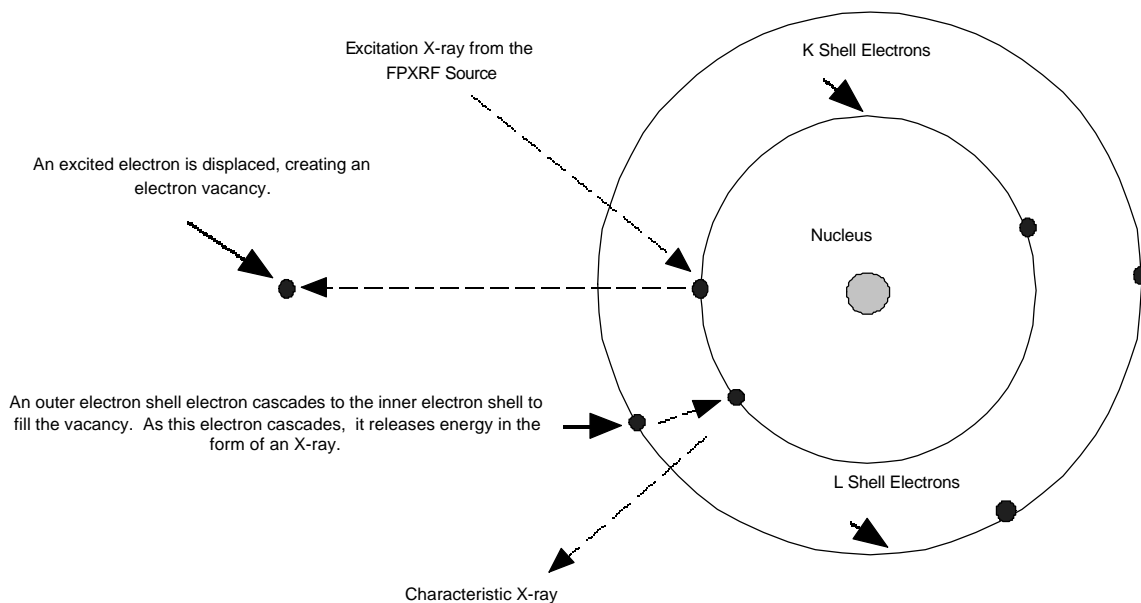 Excitation X-ray from the
FPXRF Source
K Shell Electrons
An excited electron is displaced, creating an
electron vacancy.
Nucleus
An outer electron shell electron cascades to the inner electron shell to
fill the vacancy. As this electron cascades, it releases energy in the
form of an X-ray.
L Shell Electrons
Characteristic X-ray